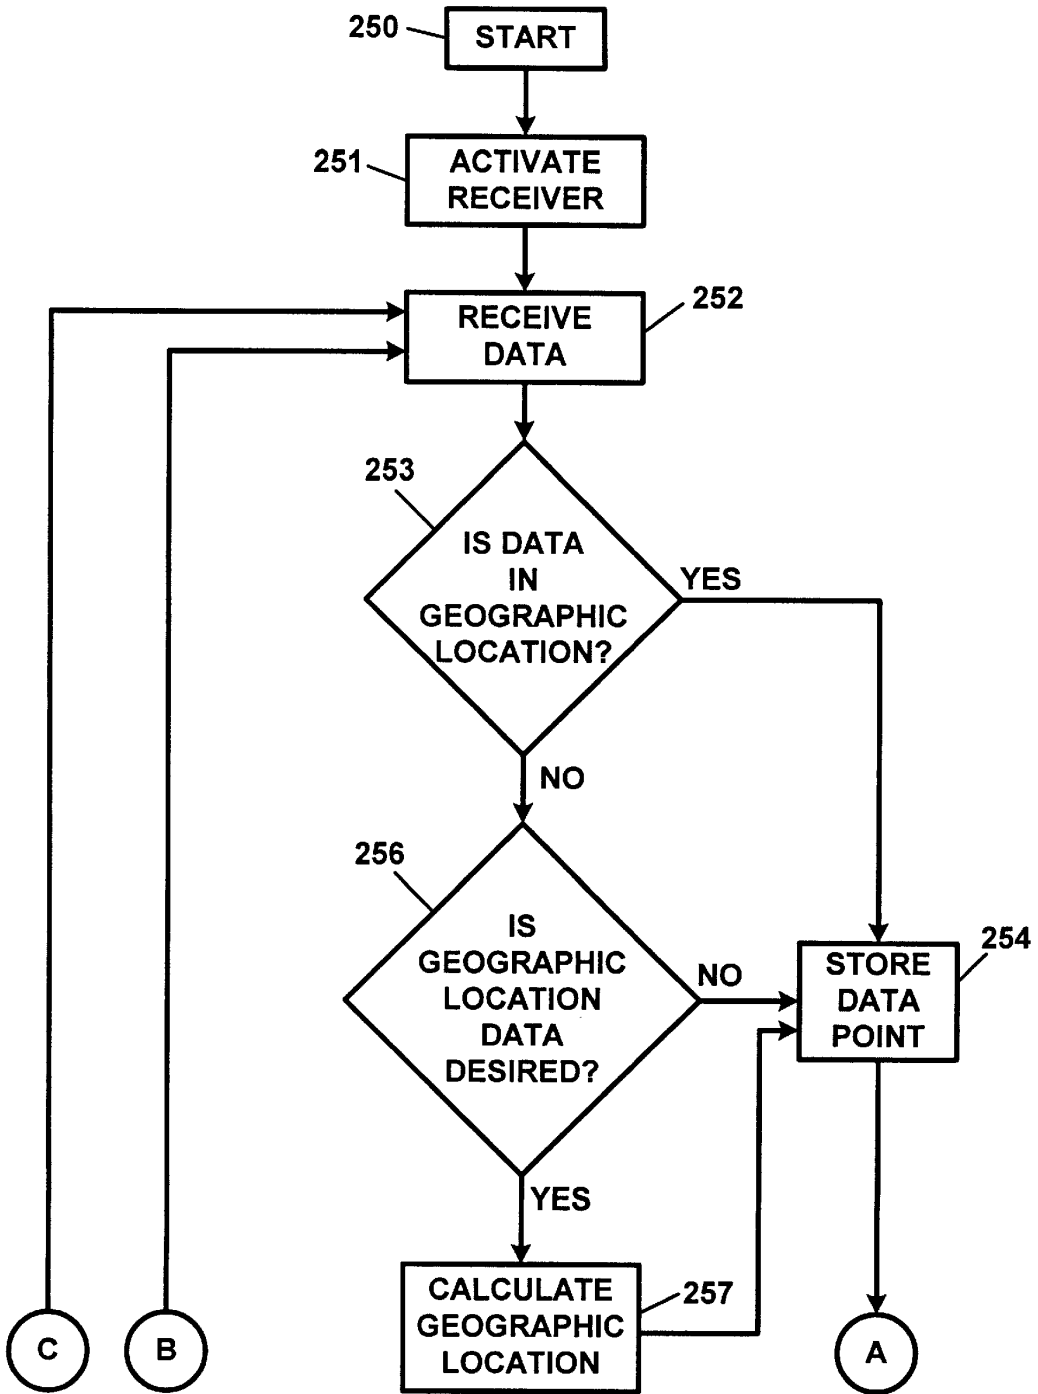 250
START
251
ACTIVATE
RECEIVER
252
RECEIVE
DATA
253
IS DATA
IN
GEOGRAPHIC
LOCATION?
YES
NO
256
IS
GEOGRAPHIC
LOCATION
DATA
DESIRED?
NO
254
STORE
DATA
POINT
YES
257
CALCULATE
GEOGRAPHIC
LOCATION
C
B
A